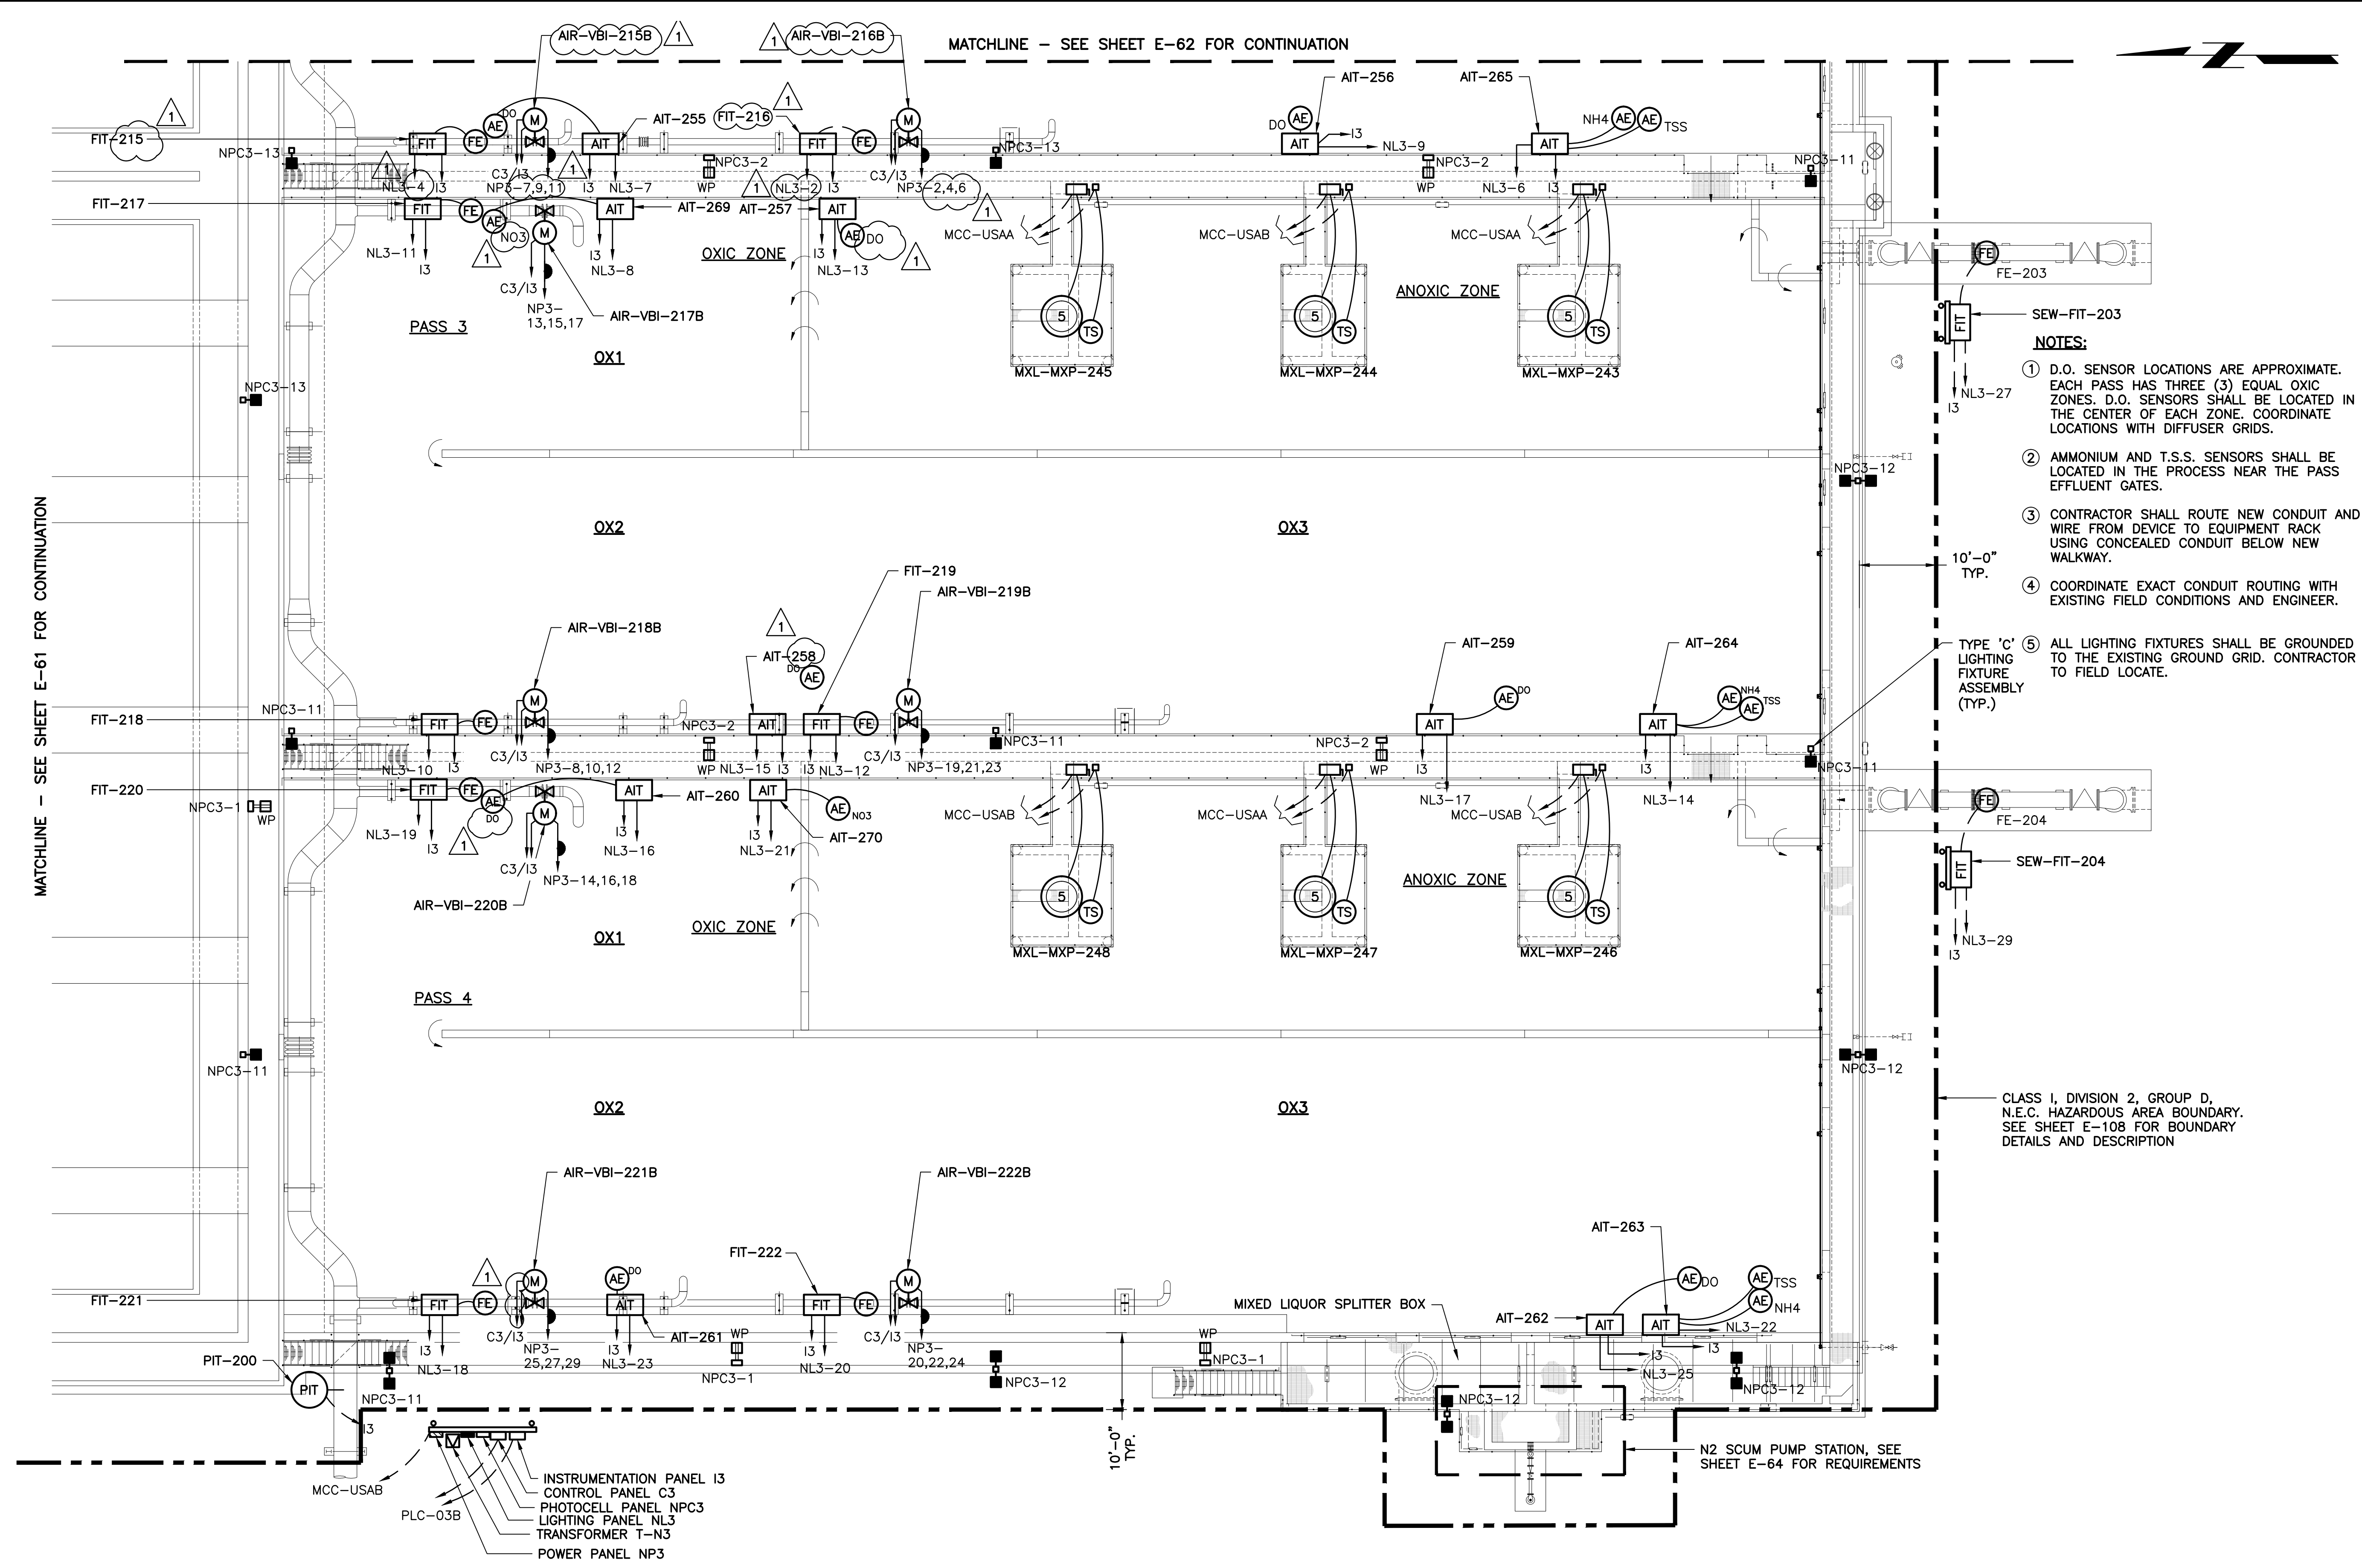 AIR-VBI-215B
1
1
AIR-VBI-216B
MATCHLINE - SEE SHEET E-62 FOR CONTINUATION
Z
AIT-256
AIT-265
1
FIT-215
DO
AE
M
AIT-255
FIT-216
1
M
DO
AE
NH4
AE
AE
TSS
FIT
FE
AIT
FIT
FE
AIT
I3
NL3-9
AIT
NPC3-13
NPC3-2
NPC3-13
NPC3-2
NPC3-11
1
C3/I3
1
WP
C3/I3
WP
NL3-4
I3
NP3-7,9,11
I3
NL3-7
1
NL3-2
I3
NP3-2,4,6
NL3-6
I3
FIT-217
FIT
FE
AIT
AIT-269
AIT-257
AIT
1
AE
NO3
M
AE
DO
MCC-USAA
MCC-USAB
MCC-USAA
NL3-11
I3
1
I3
NL3-8
OXIC ZONE
I3
NL3-13
1
FE
FE-203
C3/I3
NP3-
13,15,17
AIR-VBI-217B
ANOXIC ZONE
PASS 3
5
TS
5
TS
5
TS
FIT
SEW-FIT-203
OX1
MXL-MXP-245
MXL-MXP-244
MXL-MXP-243
NL3-27
I3
NPC3-13
NOTES:
1 D.O. SENSOR LOCATIONS ARE APPROXIMATE.
EACH PASS HAS THREE (3) EQUAL OXIC
ZONES. D.O. SENSORS SHALL BE LOCATED IN
THE CENTER OF EACH ZONE. COORDINATE
LOCATIONS WITH DIFFUSER GRIDS.
2 AMMONIUM AND T.S.S. SENSORS SHALL BE
LOCATED IN THE PROCESS NEAR THE PASS
EFFLUENT GATES.
3 CONTRACTOR SHALL ROUTE NEW CONDUIT AND
WIRE FROM DEVICE TO EQUIPMENT RACK
USING CONCEALED CONDUIT BELOW NEW
WALKWAY.
4 COORDINATE EXACT CONDUIT ROUTING WITH
EXISTING FIELD CONDITIONS AND ENGINEER.
5 ALL LIGHTING FIXTURES SHALL BE GROUNDED
TO THE EXISTING GROUND GRID. CONTRACTOR
TO FIELD LOCATE.
NPC3-12
10'-0"
TYP.
TYPE 'C'
LIGHTING
FIXTURE
ASSEMBLY
(TYP.)
MATCHLINE - SEE SHEET E-61 FOR CONTINUATION
OX2
OX3
FIT-219
AIR-VBI-219B
AIR-VBI-218B
1
AIT-258
DO
AE
AIT-259
AIT-264
NPC3-11
M
M
AE
DO
AE
NH4
AE
TSS
FIT-218
FIT
FE
NPC3-2
AIT
FIT
FE
AIT
AIT
NPC3-11
NPC3-2
C3/I3
WP
C3/I3
WP
NPC3-11
NL3-10
I3
NP3-8,10,12
NL3-15
I3
I3
NL3-12
NP3-19,21,23
I3
I3
FIT-220
FIT
FE
AIT
AIT-260
AIT
NL3-17
NL3-14
NPC3-1
WP
AE
DO
M
AE
NO3
MCC-USAB
MCC-USAA
MCC-USAB
FE
FE-204
NL3-19
I3
1
I3
NL3-16
I3
NL3-21
AIT-270
C3/I3
NP3-14,16,18
AIR-VBI-220B
ANOXIC ZONE
FIT
SEW-FIT-204
5
TS
5
TS
5
TS
OX1
OXIC ZONE
MXL-MXP-248
MXL-MXP-247
MXL-MXP-246
NL3-29
I3
PASS 4
NPC3-11
NPC3-12
OX2
OX3
CLASS I, DIVISION 2, GROUP D,
N.E.C. HAZARDOUS AREA BOUNDARY.
SEE SHEET E-108 FOR BOUNDARY
DETAILS AND DESCRIPTION
AIR-VBI-221B
AIR-VBI-222B
FIT-222
AIT-263
1
M
AE
DO
M
AE
DO
AE
TSS
AE
NH4
FIT-221
FIT
FE
AIT
FIT
FE
MIXED LIQUOR SPLITTER BOX
AIT-262
AIT
AIT
NL3-22
C3/I3
AIT-261
WP
C3/I3
WP
I3
NL3-18
NP3-
25,27,29
I3
NL3-23
NPC3-1
I3
NL3-20
NP3-
20,22,24
NPC3-1
I3
I3
NL3-25
PIT-200
PIT
NPC3-11
NPC3-12
NPC3-12
NPC3-12
I3
10'-0"
TYP.
N2 SCUM PUMP STATION, SEE
SHEET E-64 FOR REQUIREMENTS
MCC-USAB
PLC-03B
INSTRUMENTATION PANEL I3
CONTROL PANEL C3
PHOTOCELL PANEL NPC3
LIGHTING PANEL NL3
TRANSFORMER T-N3
POWER PANEL NP3